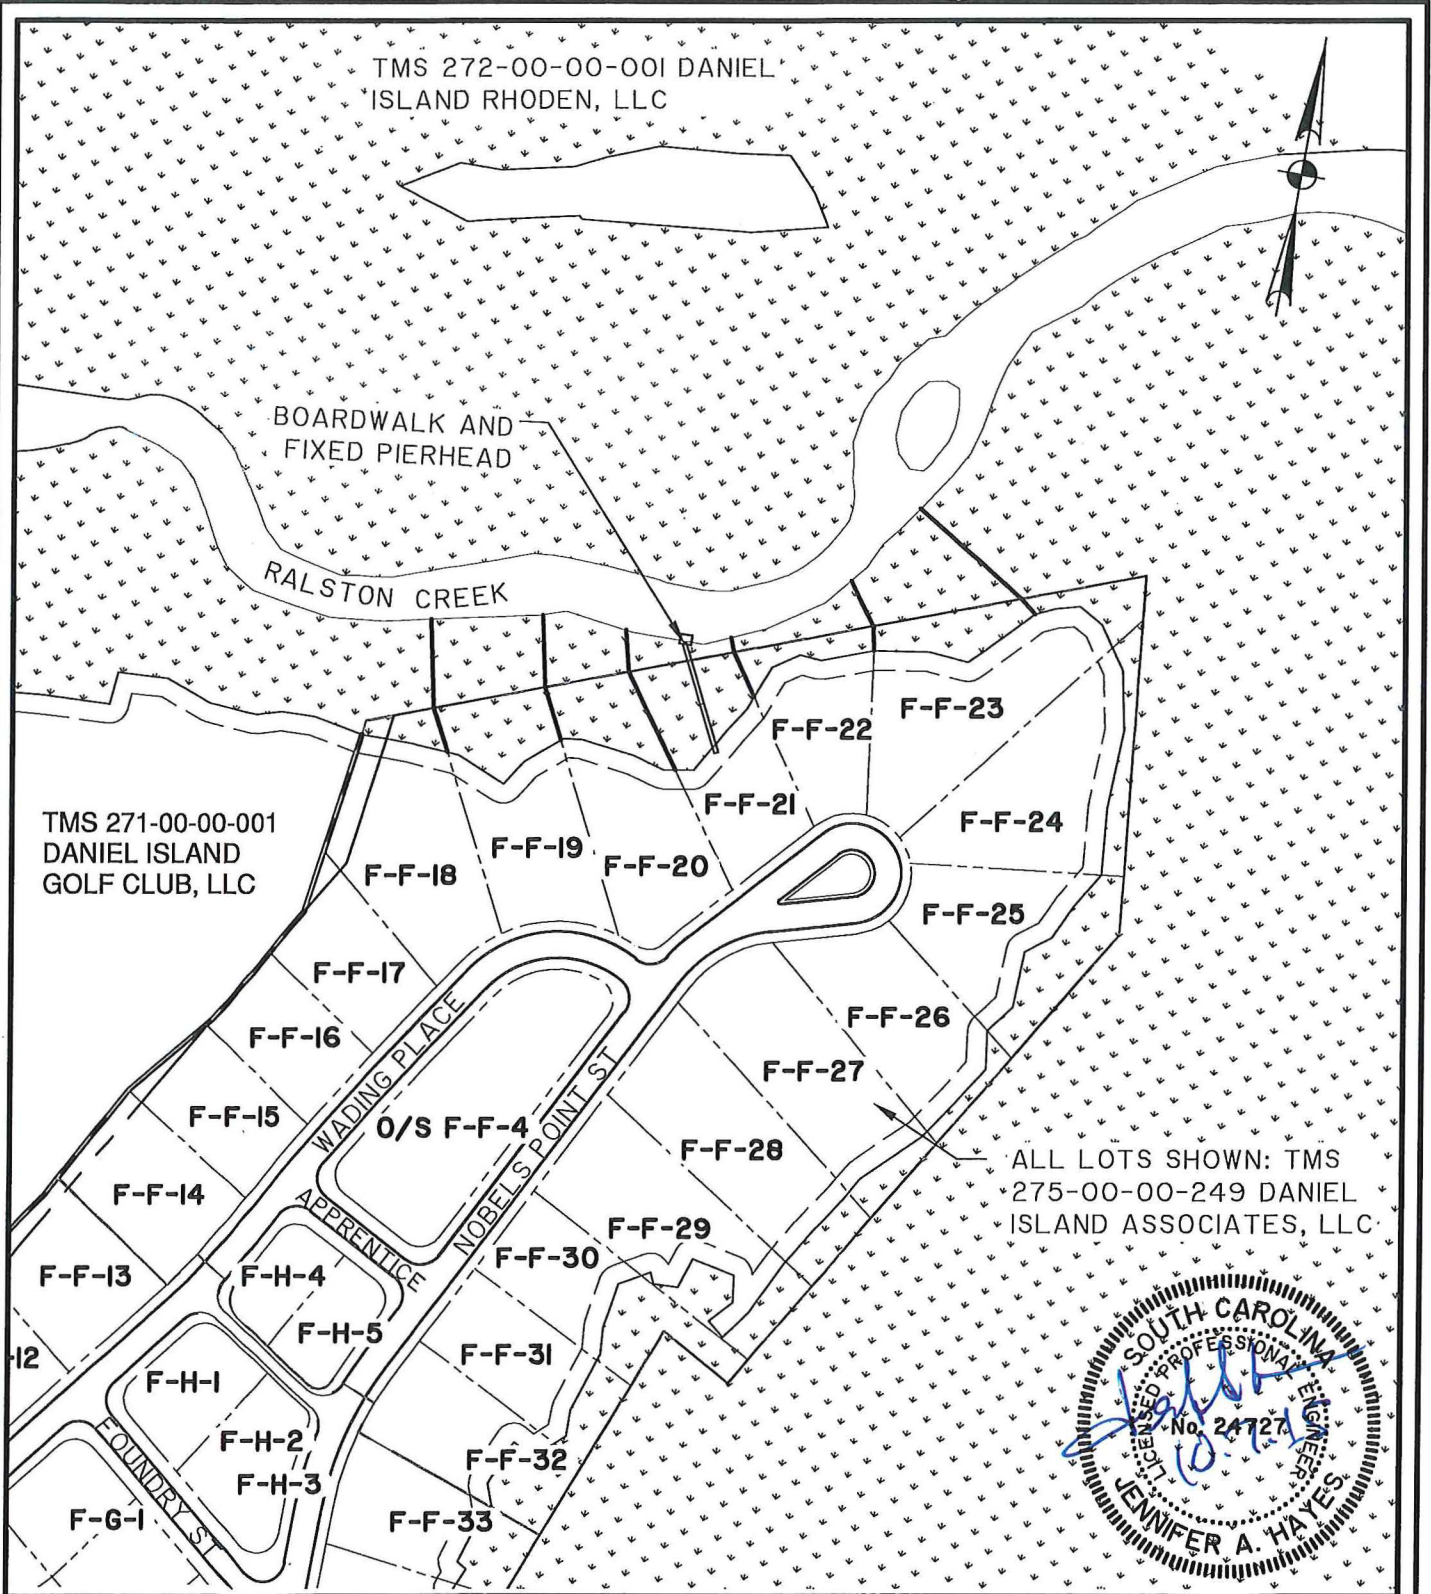 TMS 272-00-00-001 DANIEL
ISLAND RHODEN, LLC
BOARDWALK AND
FIXED PIERHEAD
RALSTON CREEK
F-F-23
F-F-22
F-F-21
TMS 271-00-00-001
DANIEL ISLAND
GOLF CLUB, LLC
F-F-24
F-F-19
F-F-20
F-F-18
F-F-25
F-F-17
F-F-26
F-F-16
WADING PLACE
F-F-27
F-F-15
O/S F-F-4
NOBELS POINT ST
F-F-28
ALL LOTS SHOWN: TMS
275-00-00-249 DANIEL
ISLAND ASSOCIATES, LLC
F-F-14
APPRENTICE
F-F-29
F-F-30
F-F-13
F-H-4
F-H-5
F-F-31
-12
F-H-1
F-H-2
F-F-32
F-H-3
FOUNDRY ST
F-G-1
F-F-33
SOUTH CAROLINA
LICENSED PROFESSIONAL ENGINEER
No. 24727
JENNIFER A. HAYES